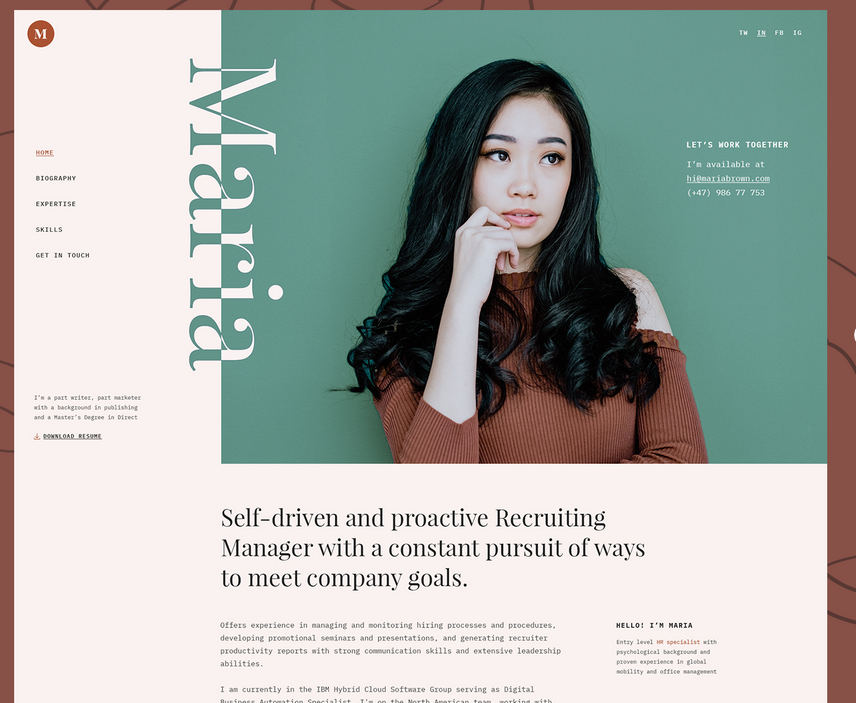 M
TW IN FB IG
Maria
HOME
BIOGRAPHY
EXPERTISE
SKILLS
GET IN TOUCH
LET'S WORK TOGETHER
I'm available at
hi@mariabrown.com
(+47) 986 77 753
I'm a part writer, part marketer
with a background in publishing
and a Master's Degree in Direct
DOWNLOAD RESUME
Self-driven and proactive Recruiting
Manager with a constant pursuit of ways
to meet company goals.
Offers experience in managing and monitoring hiring processes and procedures,
developing promotional seminars and presentations, and generating recruiter
productivity reports with strong communication skills and extensive leadership
abilities.
I am currently in the IBM Hybrid Cloud Software Group serving as Digital
Business Automation Specialist. I'm on the North American team, working with
HELLO! I'M MARIA
Entry level HR specialist with
psychological background and
proven experience in global
mobility and office management